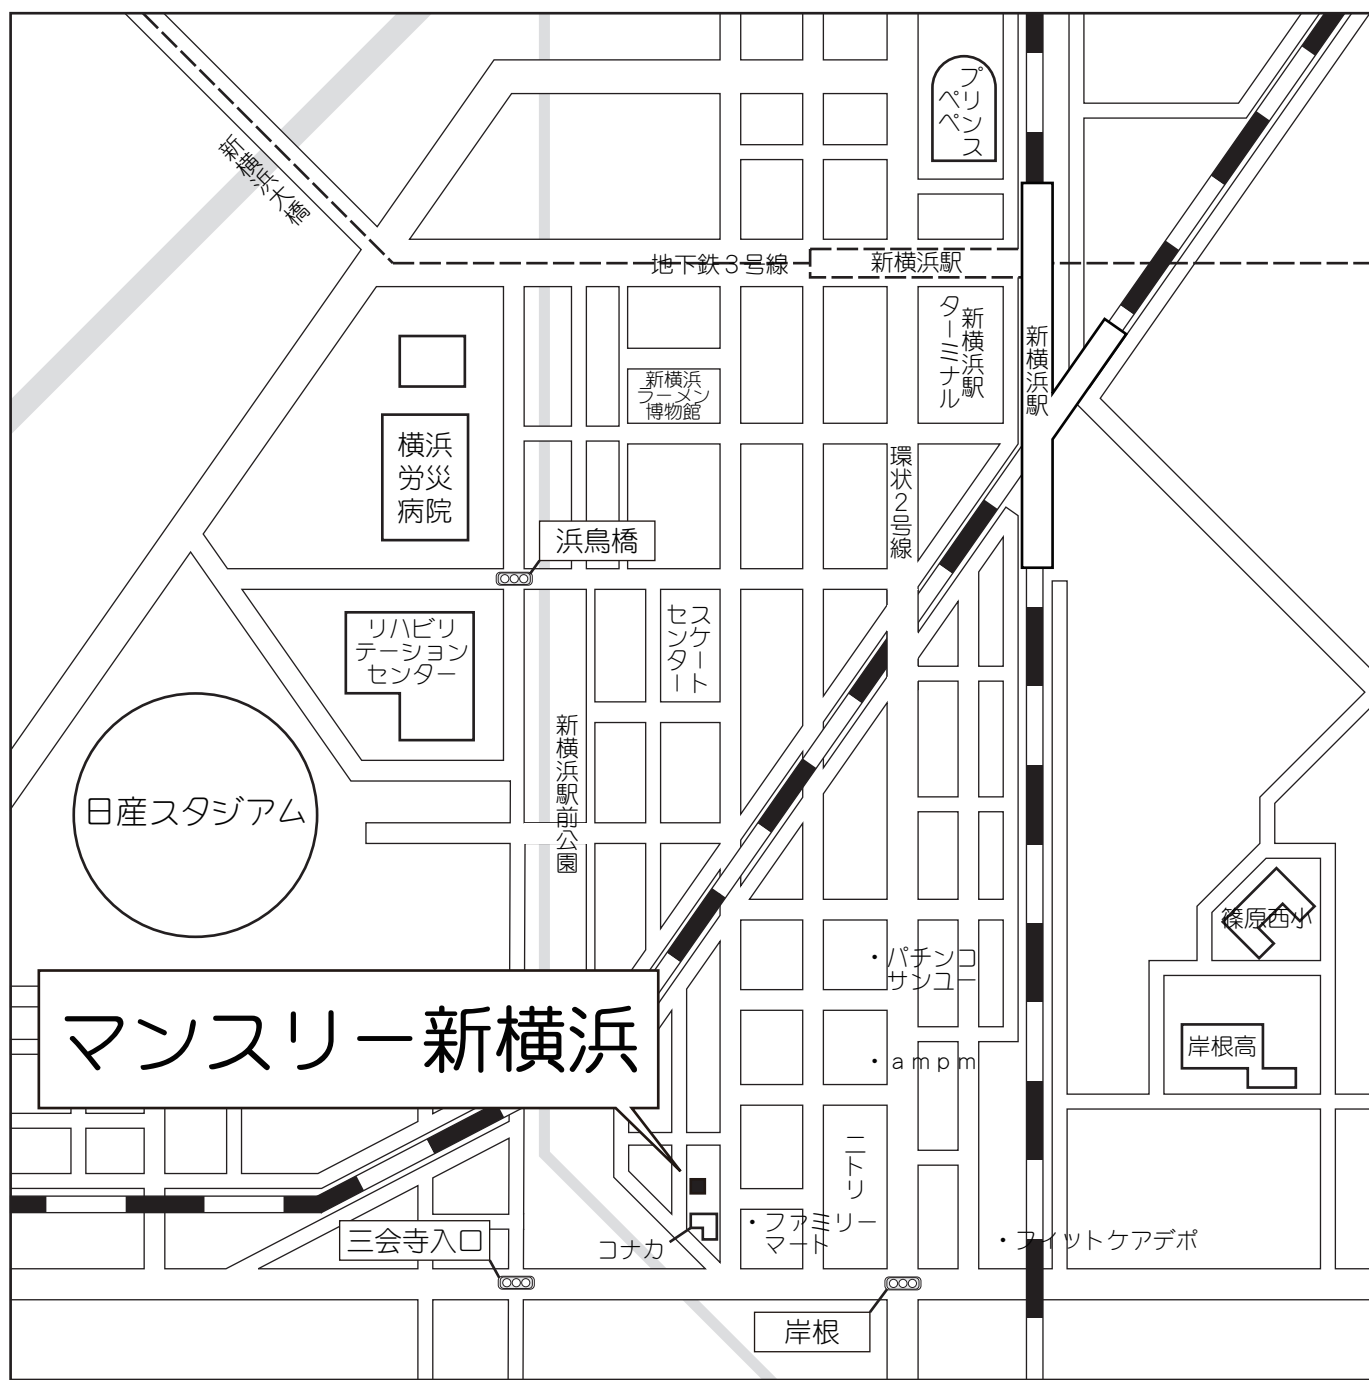 プリンス
ペペ
新横浜大橋
地下鉄３号線
新横浜駅
新横浜駅
ターミナル
新横浜駅
新横浜
ラーメン
博物館
横浜
労災
病院
環状２号線
浜鳥橋
リハビリ
テーション
センター
スケート
センター
新横浜駅前公園
日産スタジアム
篠原西小
・パチンコ
サンユー
マンスリー新横浜
岸根高
・ａｍｐｍ
ニトリ
・ファミリー
マート
三会寺入口
コナカ
・フィットケアデポ
岸根